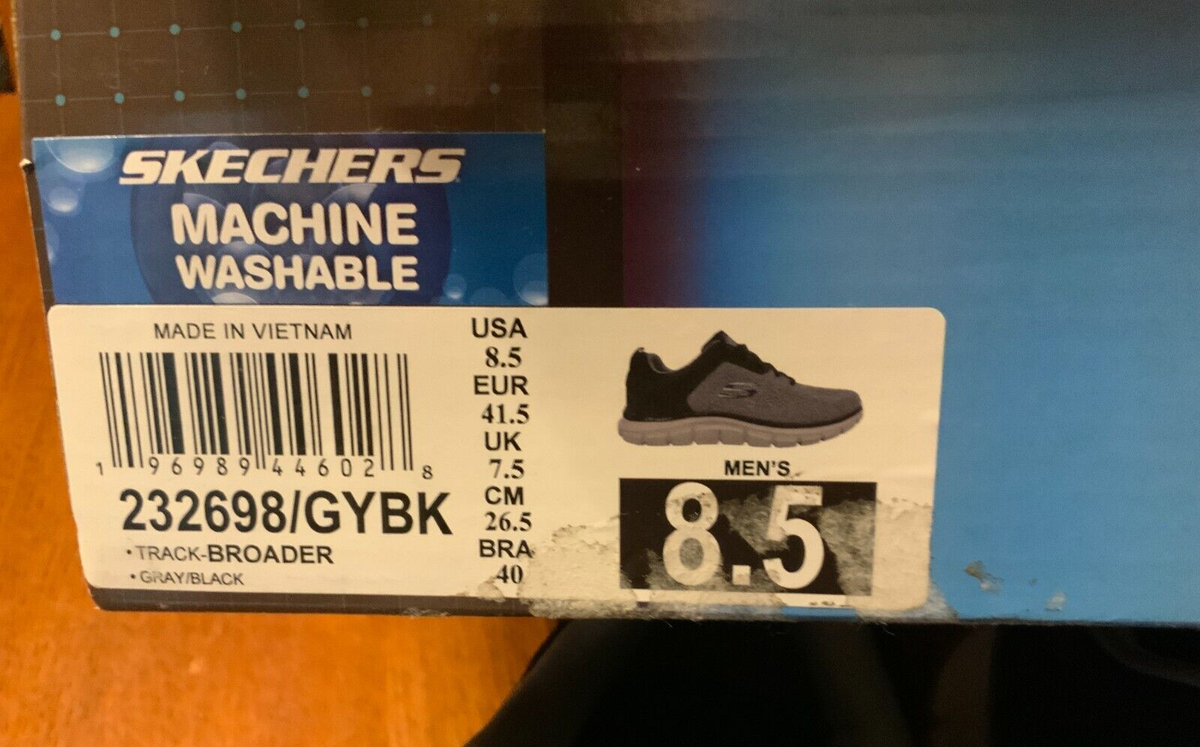 SKECHERS
MACHINE
WASHABLE
MADE IN VIETNAM
1 96989 44602 8
232698/GYBK
• TRACK-BROADER
• GRAY/BLACK
USA
8.5
EUR
41.5
UK
7.5
CM
26.5
BRA
40
MEN'S
8.5